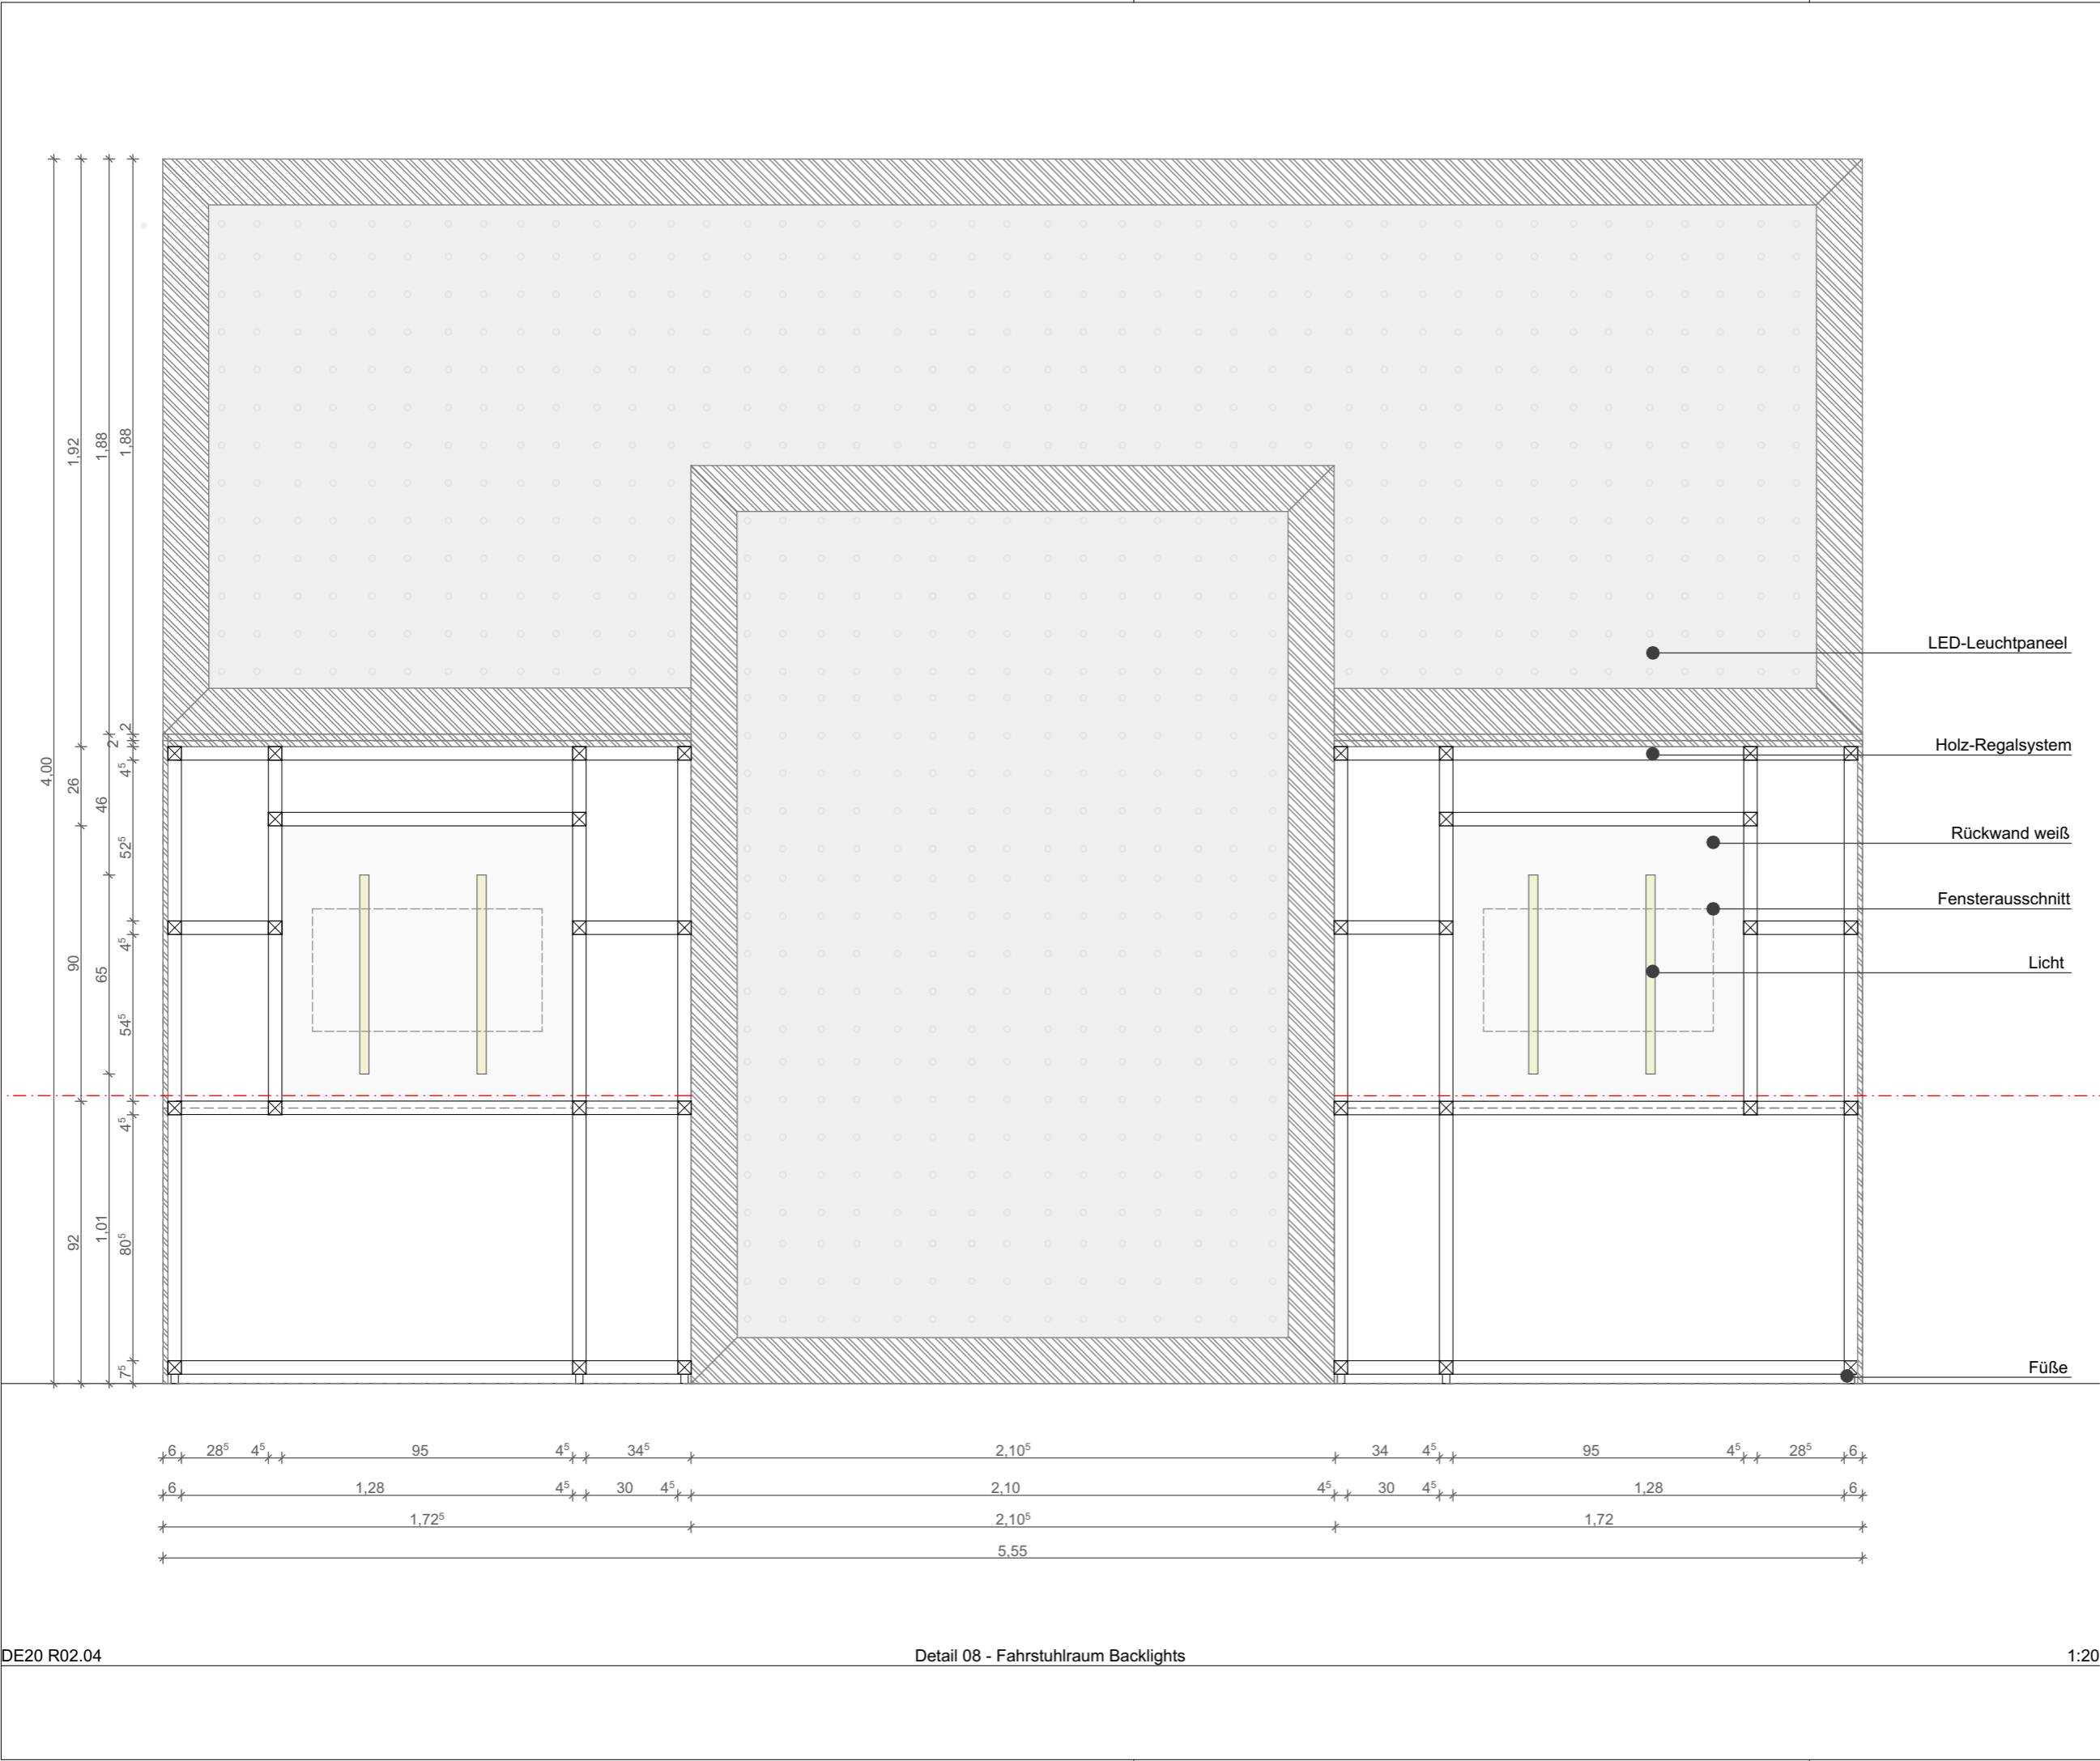 LED-Leuchtpaneel
Holz-Regalsystem
Rückwand weiß
Fensterausschnitt
Licht
Füße
4,00
1,92
26
90
92
1,88
46
65
1,01
1,88
2
2
4⁵
52⁵
4⁵
54⁵
4⁵
80⁵
7⁵
6 28⁵ 4⁵ 95 4⁵ 34⁵ 2,10⁵ 34 4⁵ 95 4⁵ 28⁵ 6
6 1,28 4⁵ 30 4⁵ 2,10 4⁵ 30 4⁵ 1,28 6
1,72⁵ 2,10⁵ 1,72
5,55
DE20 R02.04 Detail 08 - Fahrstuhlraum Backlights 1:20